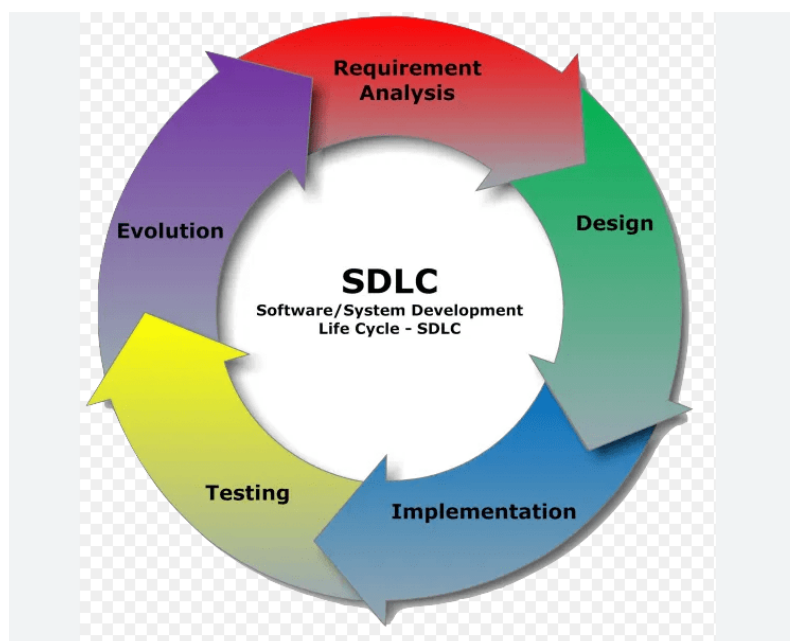 Requirement
Analysis
Design
Evolution
SDLC
Software/System Development
Life Cycle - SDLC
Testing
Implementation